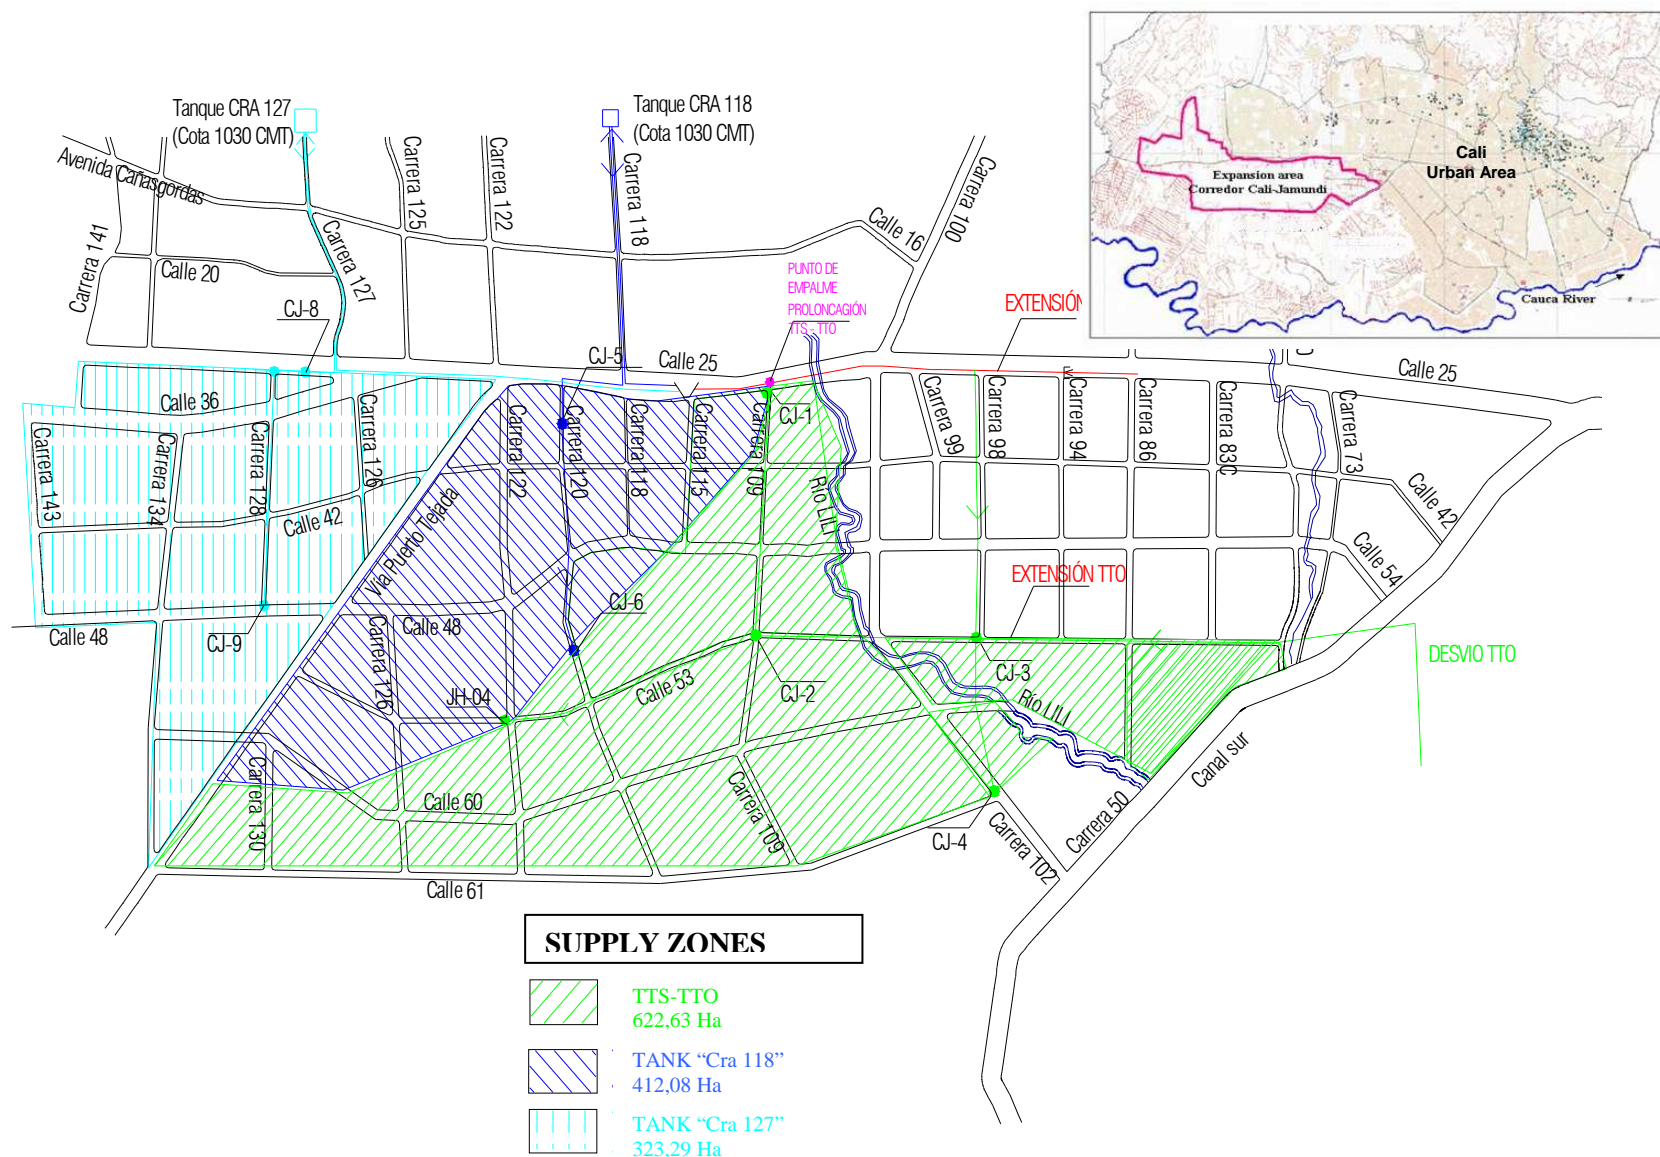 Tanque CRA 127
(Cota 1030 CMT)
Tanque CRA 118
(Cota 1030 CMT)
Avenida Cañasgordas
Carrera 125
Carrera 122
Carrera 118
Carrera 100
Calle 16
Carrera 141
Calle 20
Carrera 127
CJ-8
PUNTO DE
EMPALME
PROLONCACIÓN
TTS - TTO
EXTENSIÓN
Cali
Urban Area
Expansion area
Corredor Cali-Jamundi
Cauca River
CJ-5
Calle 25
Calle 25
Calle 36
Carrera 143
Carrera 134
Carrera 128
Carrera 126
Calle 42
Vía Puerto Tejada
Carrera 122
Carrera 120
Carrera 118
Carrera 115
Carrera 109
CJ-1
Río LILI
Carrera 99
Carrera 98
Carrera 94
Carrera 86
Carrera 83C
Carrera 73
Calle 42
Calle 54
EXTENSIÓN TTO
CJ-6
Calle 48
Calle 48
CJ-9
Carrera 126
JH-04
Calle 53
CJ-2
CJ-3
Río LILI
DESVIO TTO
Canal sur
Carrera 50
Carrera 130
Calle 60
Carrera 109
CJ-4
Carrera 102
Calle 61
SUPPLY ZONES
TTS-TTO
622,63 Ha
TANK “Cra 118”
412,08 Ha
TANK “Cra 127”
323,29 Ha